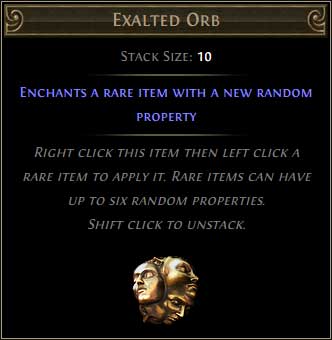 Exalted Orb
Stack Size: 10
Enchants a rare item with a new random
property
Right click this item then left click a
rare item to apply it. Rare items can have
up to six random properties.
Shift click to unstack.